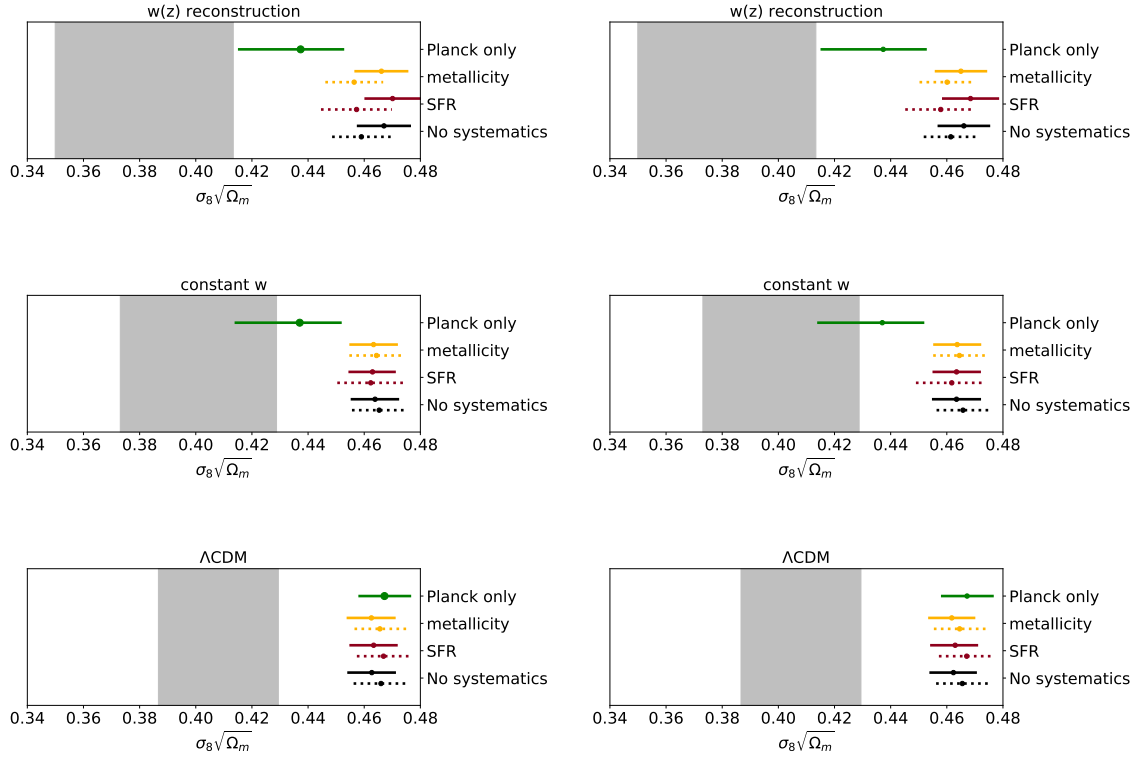 w(z) reconstruction
Planck only
metallicity
SFR
No systematics
0.34 0.36 0.38 0.40 0.42 0.44 0.46 0.48
σ8√Ωm
w(z) reconstruction
Planck only
metallicity
SFR
No systematics
0.34 0.36 0.38 0.40 0.42 0.44 0.46 0.48
σ8√Ωm
constant w
Planck only
metallicity
SFR
No systematics
0.34 0.36 0.38 0.40 0.42 0.44 0.46 0.48
σ8√Ωm
constant w
Planck only
metallicity
SFR
No systematics
0.34 0.36 0.38 0.40 0.42 0.44 0.46 0.48
σ8√Ωm
ΛCDM
Planck only
metallicity
SFR
No systematics
0.34 0.36 0.38 0.40 0.42 0.44 0.46 0.48
σ8√Ωm
ΛCDM
Planck only
metallicity
SFR
No systematics
0.34 0.36 0.38 0.40 0.42 0.44 0.46 0.48
σ8√Ωm